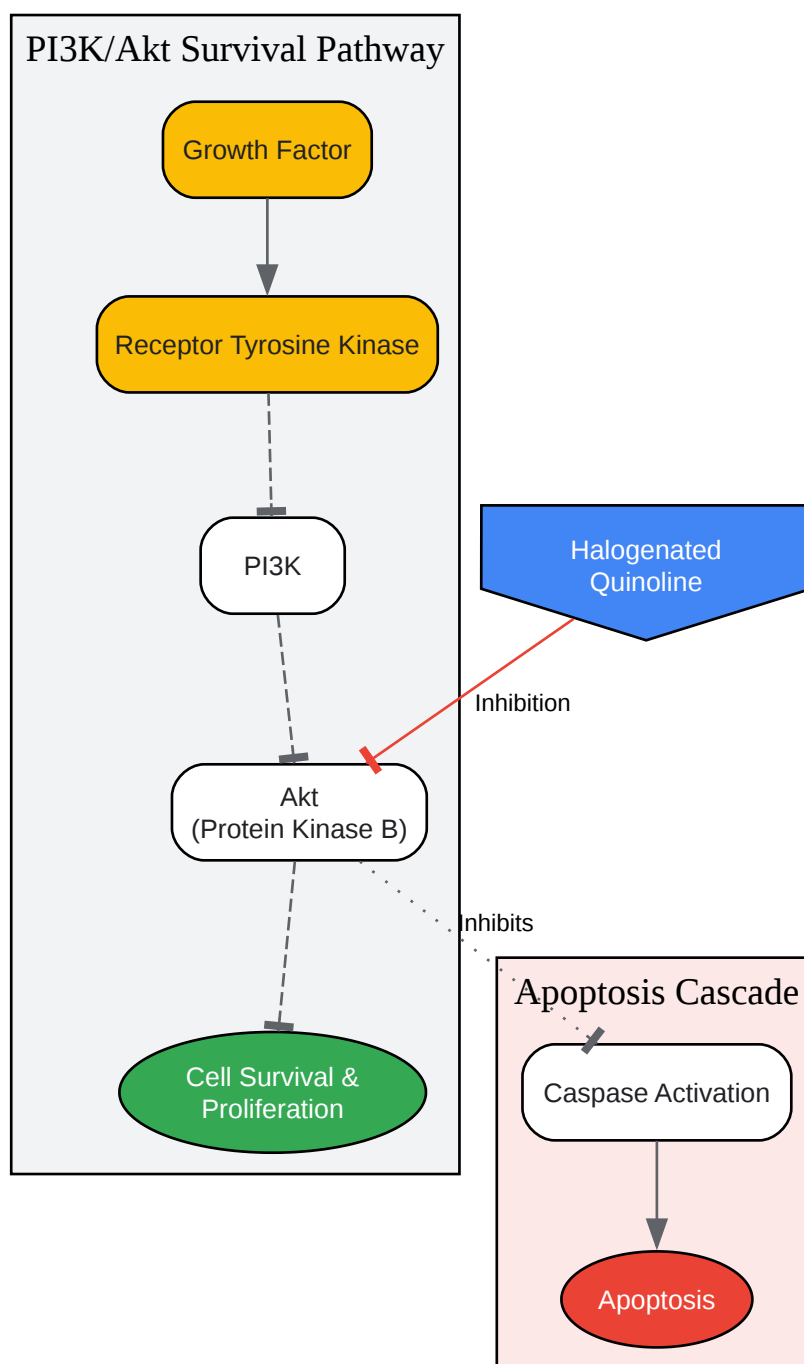 PI3K/Akt Survival Pathway
Growth Factor
Receptor Tyrosine Kinase
PI3K
Halogenated
Quinoline
Inhibition
Akt
(Protein Kinase B)
Inhibits
Apoptosis Cascade
Cell Survival &
Proliferation
Caspase Activation
Apoptosis